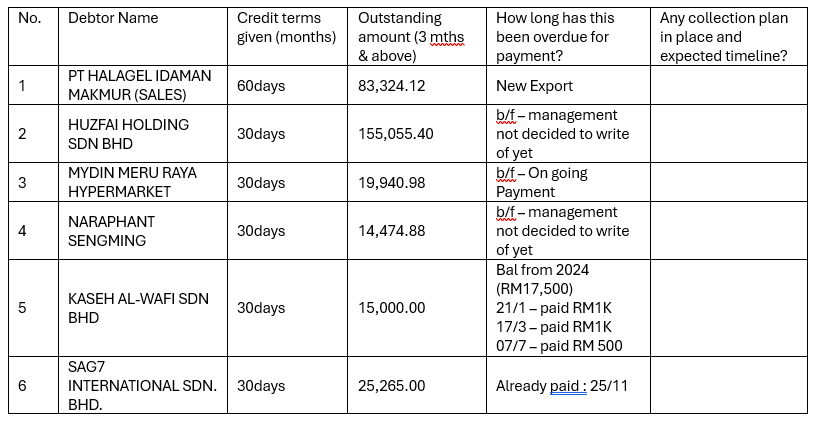 No.
Debtor Name
Credit terms
given (months)
Outstanding
amount (3 mths
& above)
How long has this
been overdue for
payment?
Any collection plan
in place and
expected timeline?
1
PT HALAGEL IDAMAN
MAKMUR (SALES)
60days
83,324.12
New Export
2
HUZFAI HOLDING
SDN BHD
30days
155,055.40
b/f – management
not decided to write
of yet
3
MYDIN MERU RAYA
HYPERMARKET
30days
19,940.98
b/f – On going
Payment
4
NARAPHANT
SENGMING
30days
14,474.88
b/f – management
not decided to write
of yet
5
KASEH AL-WAFI SDN
BHD
30days
15,000.00
Bal from 2024
(RM17,500)
21/1 – paid RM1K
17/3 – paid RM1K
07/7 – paid RM 500
6
SAG7
INTERNATIONAL SDN.
BHD.
30days
25,265.00
Already paid : 25/11